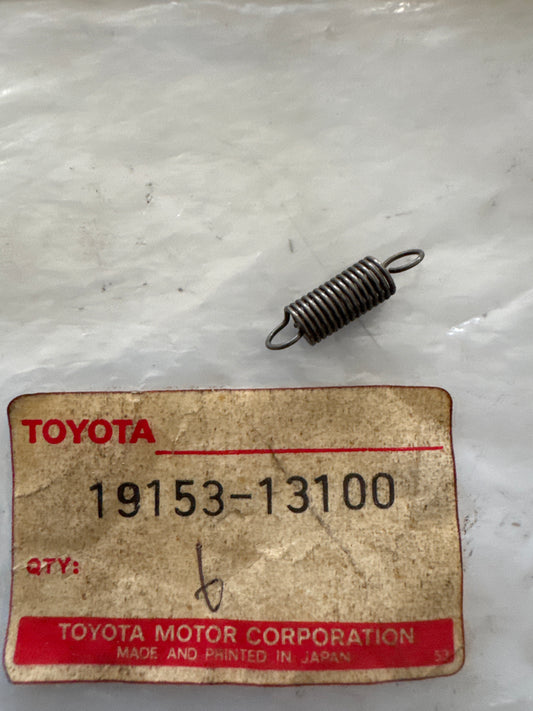 TOYOTA
19153-13100
QTY: 6
TOYOTA MOTOR CORPORATION
MADE AND PRINTED IN JAPAN